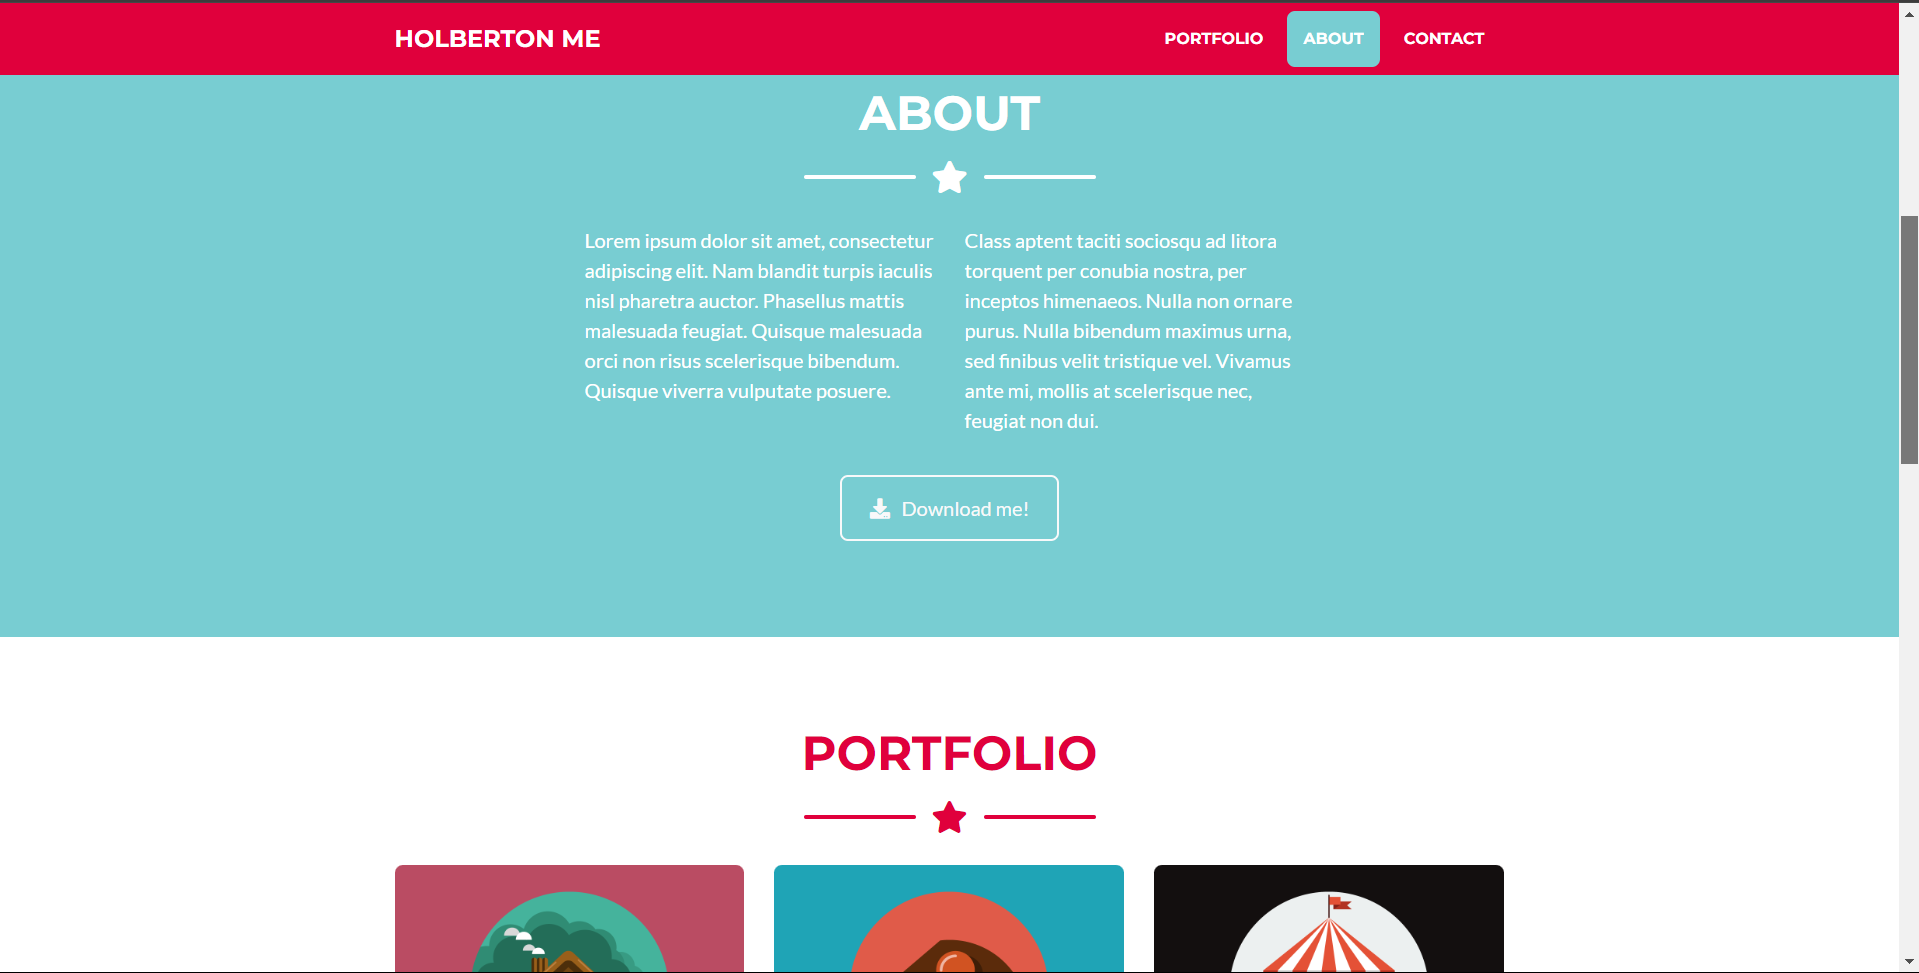 HOLBERTON ME
PORTFOLIO
ABOUT
CONTACT
ABOUT
Lorem ipsum dolor sit amet, consectetur
adipiscing elit. Nam blandit turpis iaculis
nisl pharetra auctor. Phasellus mattis
malesuada feugiat. Quisque malesuada
orci non risus scelerisque bibendum.
Quisque viverra vulputate posuere.
Class aptent taciti sociosqu ad litora
torquent per conubia nostra, per
inceptos himenaeos. Nulla non ornare
purus. Nulla bibendum maximus urna,
sed finibus velit tristique vel. Vivamus
ante mi, mollis at scelerisque nec,
feugiat non dui.
Download me!
PORTFOLIO